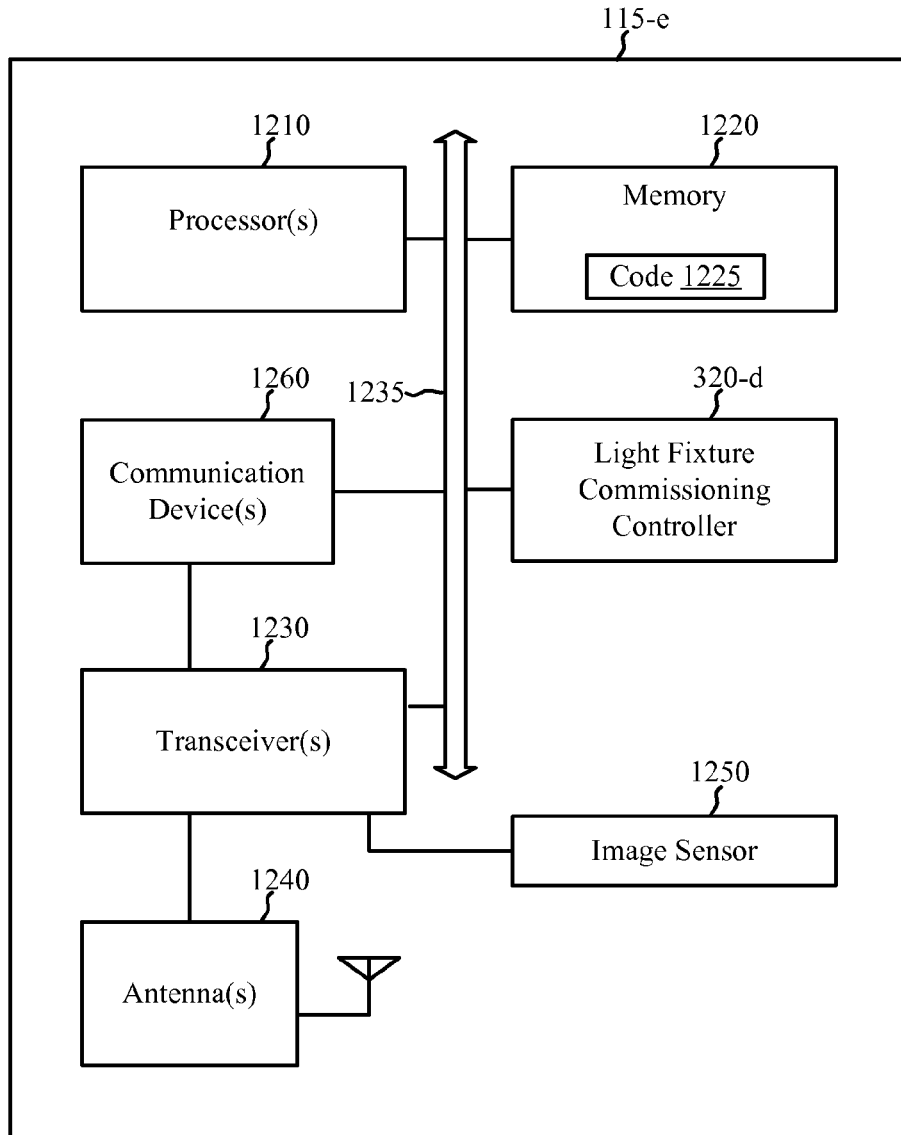 115-e
1210
Processor(s)
1220
Memory
Code 1225
1235
1260
Communication
Device(s)
320-d
Light Fixture
Commissioning
Controller
1230
Transceiver(s)
1250
Image Sensor
1240
Antenna(s)